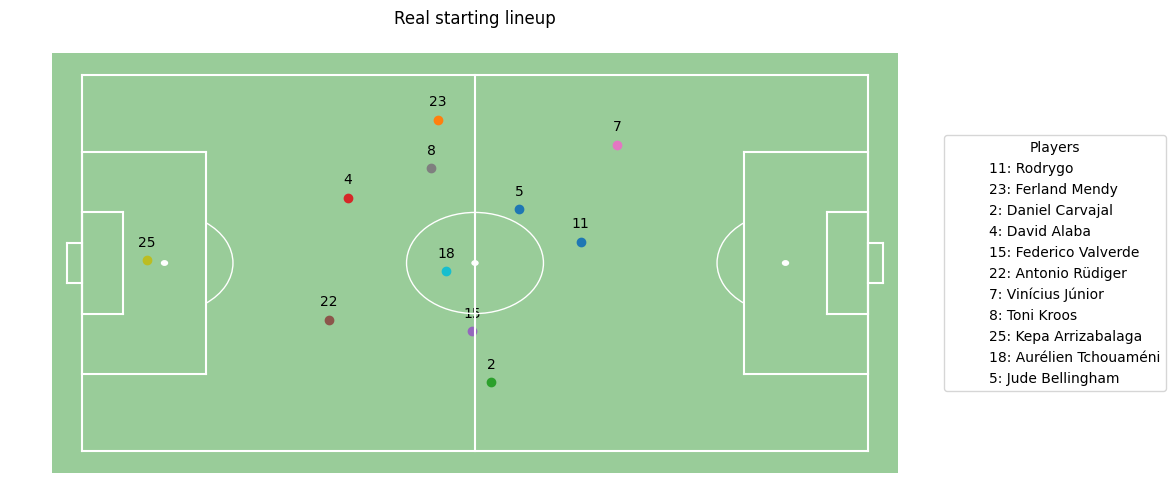 Real starting lineup
23
7
8
4
5
11
25
18
22
15
2
Players
11: Rodrygo
23: Ferland Mendy
2: Daniel Carvajal
4: David Alaba
15: Federico Valverde
22: Antonio Rüdiger
7: Vinícius Júnior
8: Toni Kroos
25: Kepa Arrizabalaga
18: Aurélien Tchouaméni
5: Jude Bellingham